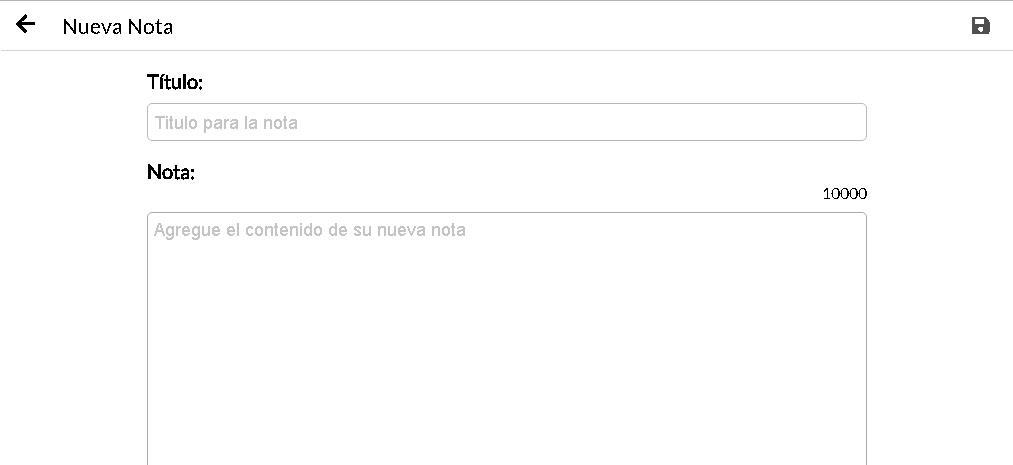 Nueva Nota
Título:
Titulo para la nota
Nota:
10000
Agregue el contenido de su nueva nota